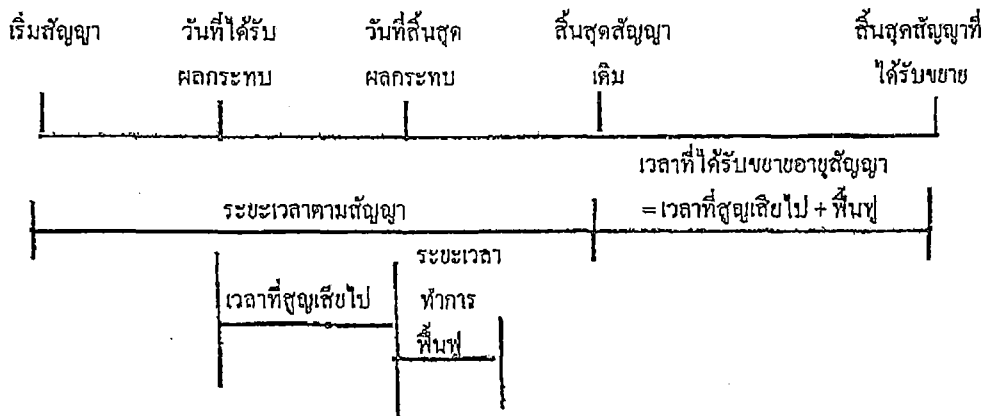 เริ่มสัญญา วันที่ได้รับ วันที่สิ้นสุด สิ้นสุดสัญญา สิ้นสุดสัญญาที่
ผลกระทบ ผลกระทบ เดิม ได้รับขยาย
เวลาที่ได้รับขยายอายุสัญญา
ระยะเวลาตามสัญญา =เวลาที่สูญเสียไป + ฟื้นฟู
ระยะเวลา
เวลาที่สูญเสียไป ทำการ
ฟื้นฟู